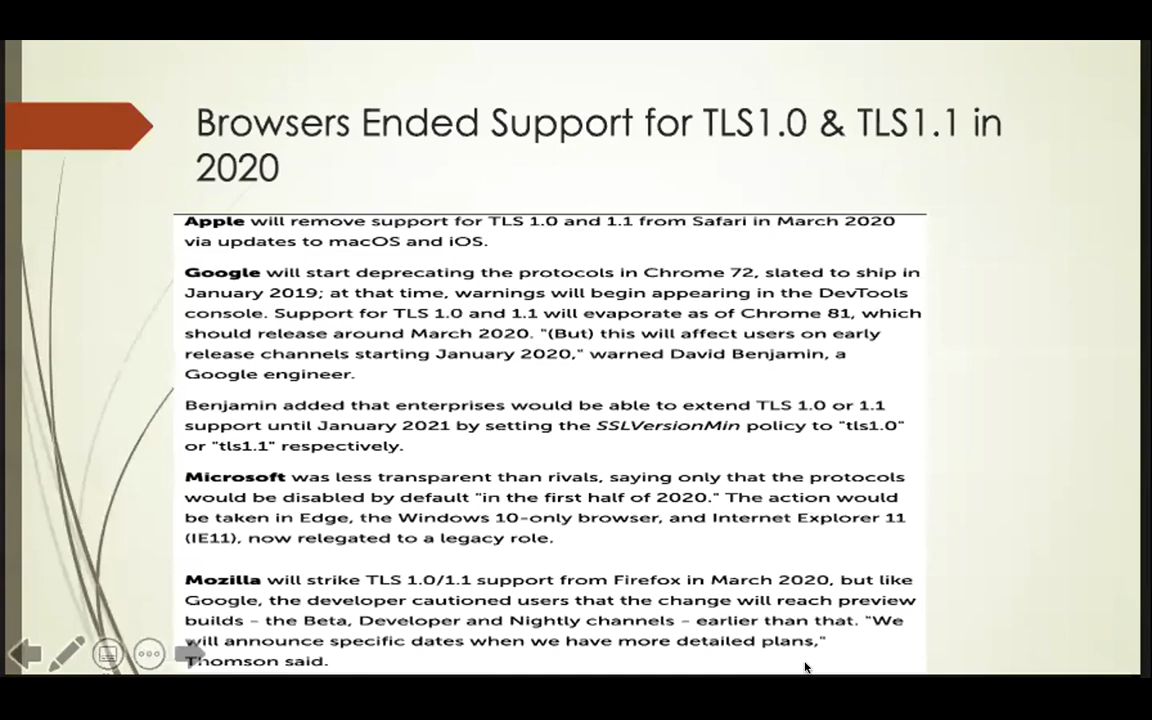 Browsers Ended Support for TLS1.0 & TLS1.1 in
2020
Apple will remove support for TLS 1.0 and 1.1 from Safari in March 2020
via updates to macOS and iOS.
Google will start deprecating the protocols in Chrome 72, slated to ship in
January 2019; at that time, warnings will begin appearing in the DevTools
console. Support for TLS 1.0 and 1.1 will evaporate as of Chrome 81, which
should release around March 2020. "(But) this will affect users on early
release channels starting January 2020," warned David Benjamin, a
Google engineer.
Benjamin added that enterprises would be able to extend TLS 1.0 or 1.1
support until January 2021 by setting the SSLVersionMin policy to "tls1.0"
or "tls1.1" respectively.
Microsoft was less transparent than rivals, saying only that the protocols
would be disabled by default "in the first half of 2020." The action would
be taken in Edge, the Windows 10-only browser, and Internet Explorer 11
(IE11), now relegated to a legacy role.
Mozilla will strike TLS 1.0/1.1 support from Firefox in March 2020, but like
Google, the developer cautioned users that the change will reach preview
builds – the Beta, Developer and Nightly channels – earlier than that. "We
will announce specific dates when we have more detailed plans,"
Thomson said.